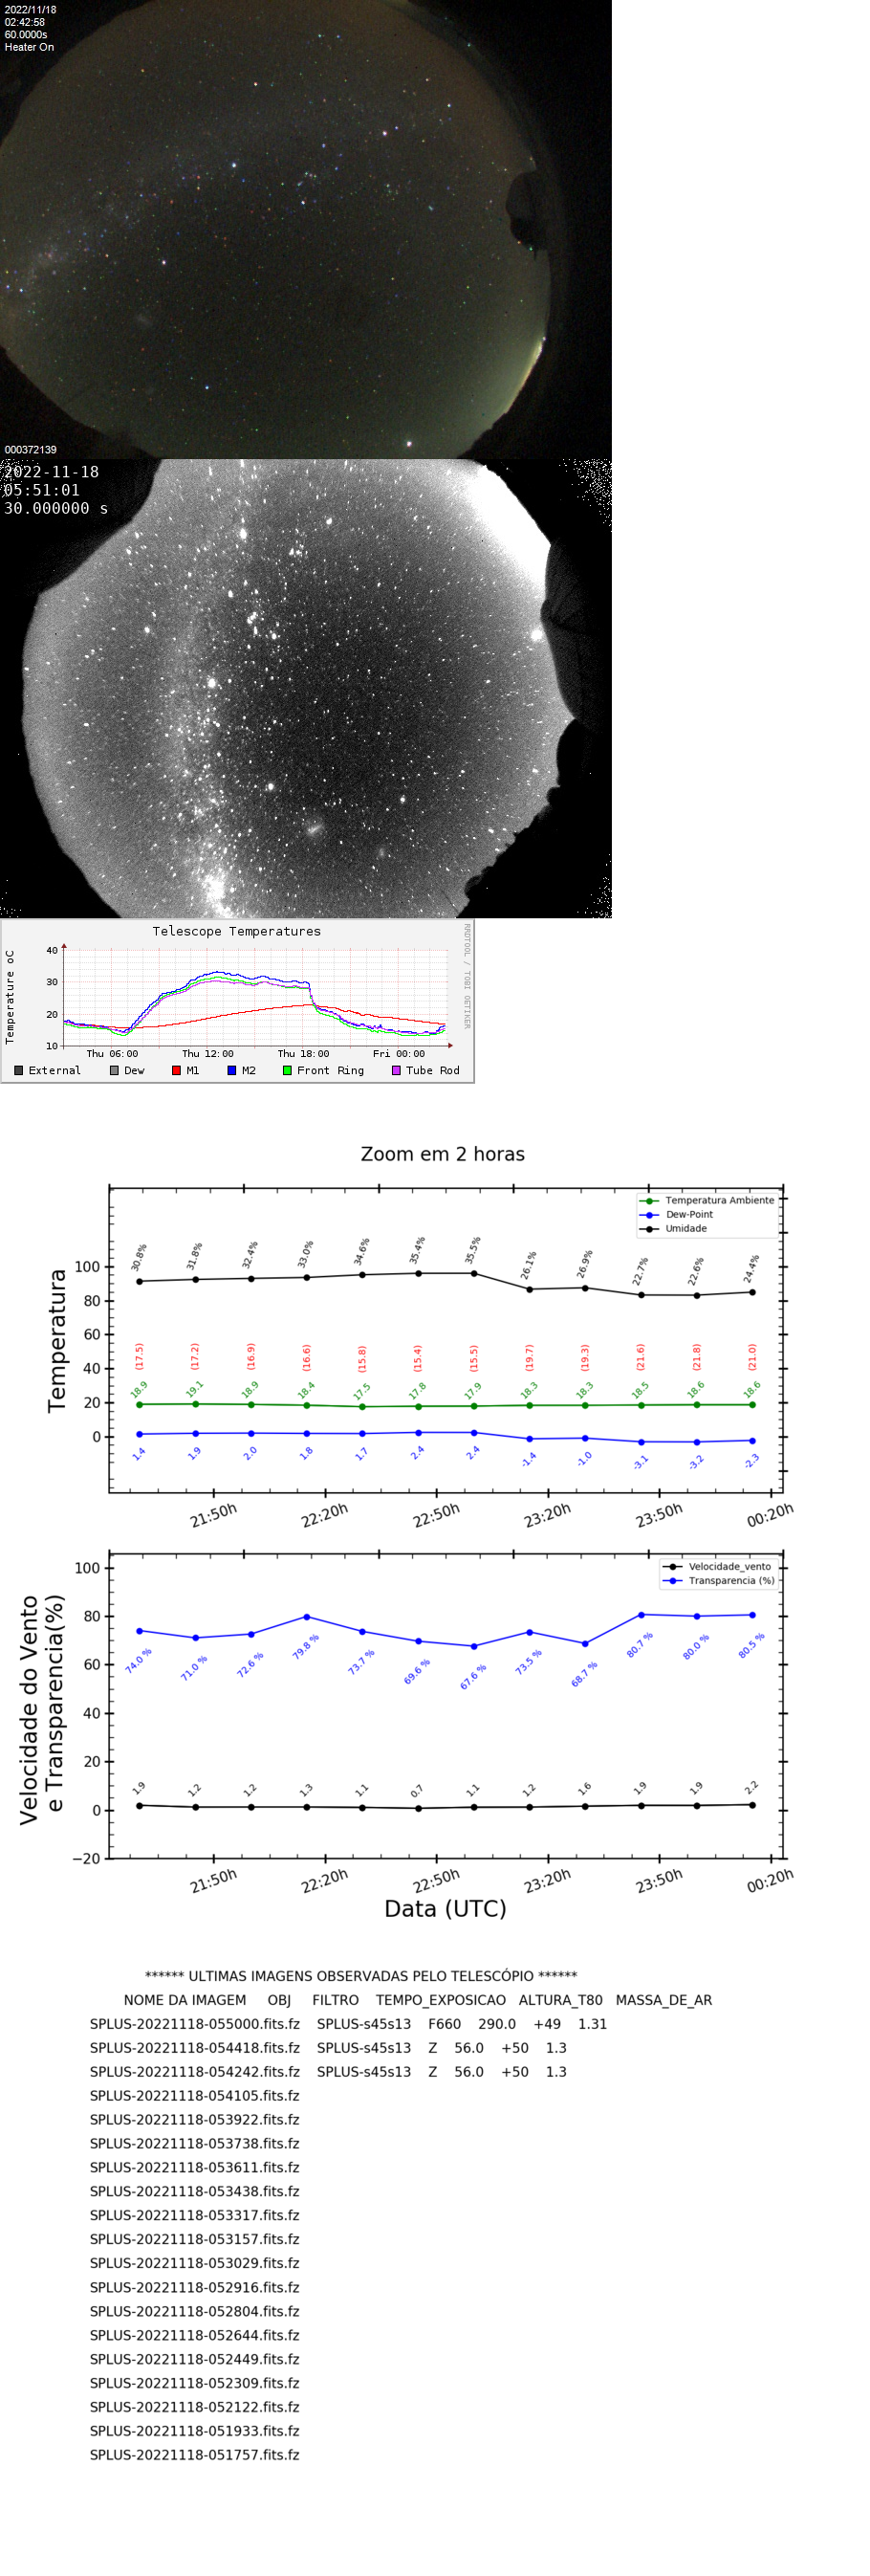 2022/11/18
02:42:58
60.0000s
Heater On
000372139
2022-11-18
05:51:01
30.000000 s
Telescope Temperatures
RRDTOOL / TOBI OETIKER
Temperature oC
40
30
20
10
Thu 06:00 Thu 12:00 Thu 18:00 Fri 00:00
External Dew M1 M2 Front Ring Tube Rod
Zoom em 2 horas
Temperatura Ambiente
Dew-Point
Umidade
Temperatura
100
80
60
40
20
0
30.8% 31.8% 32.4% 33.0% 34.6% 35.4% 35.5% 26.1% 26.9% 22.7% 22.6% 24.4%
(17.5) (17.2) (16.9) (16.6) (15.8) (15.4) (15.5) (19.7) (19.3) (21.6) (21.8) (21.0)
18.9 19.1 18.9 18.4 17.5 17.8 17.9 18.3 18.3 18.5 18.6 18.6
1.4 1.9 2.0 1.8 1.7 2.4 2.4 -1.4 -1.0 -3.1 -3.2 -2.3
21:50h 22:20h 22:50h 23:20h 23:50h 00:20h
Velocidade_vento
Transparencia (%)
Velocidade do Vento
e Transparencia(%)
100
80
60
40
20
0
−20
74.0 % 71.0 % 72.6 % 79.8 % 73.7 % 69.6 % 67.6 % 73.5 % 68.7 % 80.7 % 80.0 % 80.5 %
1.9 1.2 1.2 1.3 1.1 0.7 1.1 1.2 1.6 1.9 1.9 2.2
21:50h 22:20h 22:50h 23:20h 23:50h 00:20h
Data (UTC)
****** ULTIMAS IMAGENS OBSERVADAS PELO TELESCÓPIO ******
NOME DA IMAGEM OBJ FILTRO TEMPO_EXPOSICAO ALTURA_T80 MASSA_DE_AR
SPLUS-20221118-055000.fits.fz SPLUS-s45s13 F660 290.0 +49 1.31
SPLUS-20221118-054418.fits.fz SPLUS-s45s13 Z 56.0 +50 1.3
SPLUS-20221118-054242.fits.fz SPLUS-s45s13 Z 56.0 +50 1.3
SPLUS-20221118-054105.fits.fz
SPLUS-20221118-053922.fits.fz
SPLUS-20221118-053738.fits.fz
SPLUS-20221118-053611.fits.fz
SPLUS-20221118-053438.fits.fz
SPLUS-20221118-053317.fits.fz
SPLUS-20221118-053157.fits.fz
SPLUS-20221118-053029.fits.fz
SPLUS-20221118-052916.fits.fz
SPLUS-20221118-052804.fits.fz
SPLUS-20221118-052644.fits.fz
SPLUS-20221118-052449.fits.fz
SPLUS-20221118-052309.fits.fz
SPLUS-20221118-052122.fits.fz
SPLUS-20221118-051933.fits.fz
SPLUS-20221118-051757.fits.fz